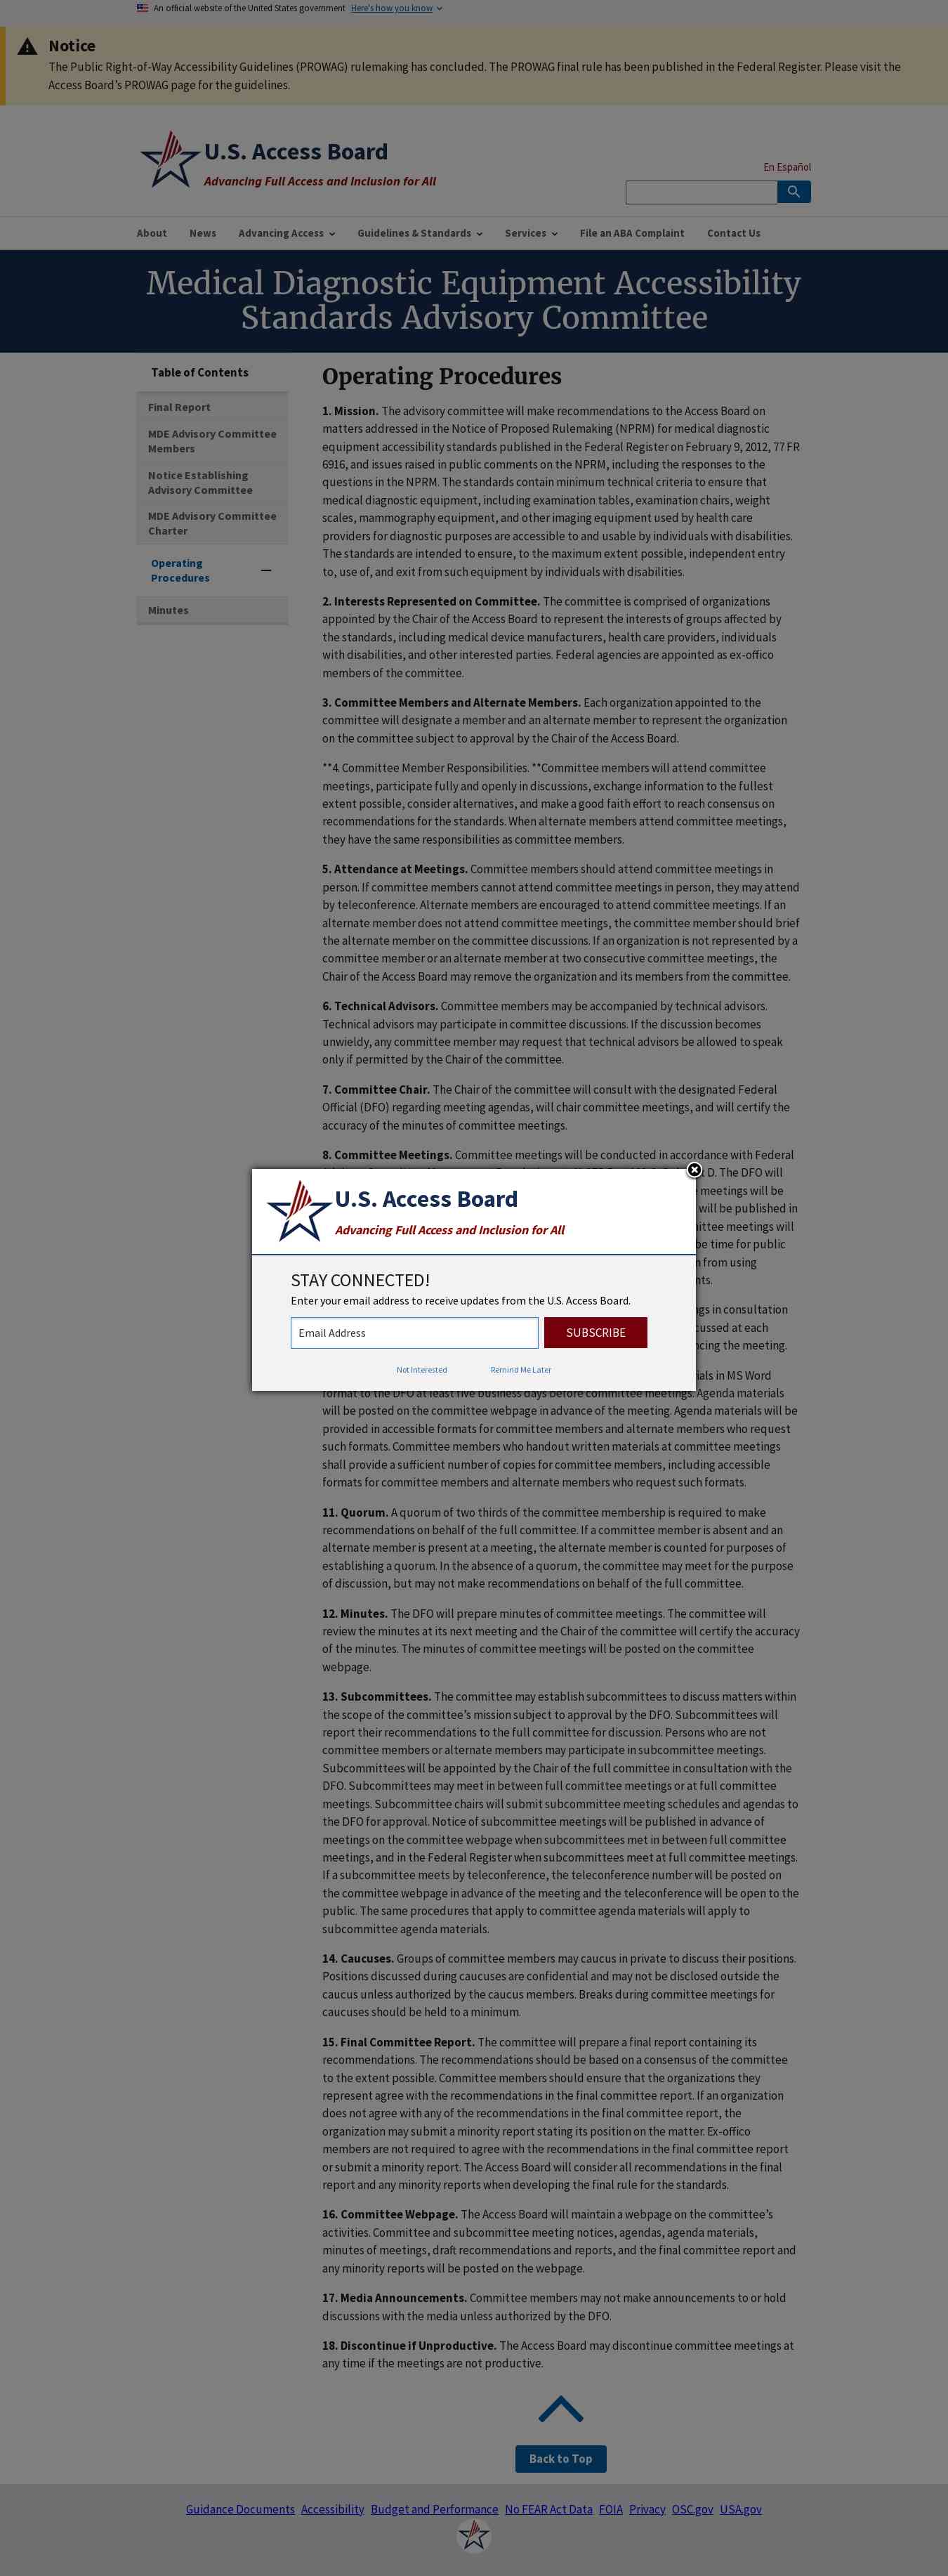 An official website of the United States government Here's how you know
Notice
The Public Right-of-Way Accessibility Guidelines (PROWAG) rulemaking has concluded. The PROWAG final rule has been published in the Federal Register. Please visit the
Access Board’s PROWAG page for the guidelines.
U.S. Access Board
Advancing Full Access and Inclusion for All
En Español
About News Advancing Access Guidelines & Standards Services File an ABA Complaint Contact Us
Medical Diagnostic Equipment Accessibility
Standards Advisory Committee
Table of Contents
Final Report
MDE Advisory Committee
Members
Notice Establishing
Advisory Committee
MDE Advisory Committee
Charter
Operating
Procedures
Minutes
Operating Procedures
1. Mission. The advisory committee will make recommendations to the Access Board on
matters addressed in the Notice of Proposed Rulemaking (NPRM) for medical diagnostic
equipment accessibility standards published in the Federal Register on February 9, 2012, 77 FR
6916, and issues raised in public comments on the NPRM, including the responses to the
questions in the NPRM. The standards contain minimum technical criteria to ensure that
medical diagnostic equipment, including examination tables, examination chairs, weight
scales, mammography equipment, and other imaging equipment used by health care
providers for diagnostic purposes are accessible to and usable by individuals with disabilities.
The standards are intended to ensure, to the maximum extent possible, independent entry
to, use of, and exit from such equipment by individuals with disabilities.
2. Interests Represented on Committee. The committee is comprised of organizations
appointed by the Chair of the Access Board to represent the interests of groups affected by
the standards, including medical device manufacturers, health care providers, individuals
with disabilities, and other interested parties. Federal agencies are appointed as ex-offico
members of the committee.
3. Committee Members and Alternate Members. Each organization appointed to the
committee will designate a member and an alternate member to represent the organization
on the committee subject to approval by the Chair of the Access Board.
**4. Committee Member Responsibilities. **Committee members will attend committee
meetings, participate fully and openly in discussions, exchange information to the fullest
extent possible, consider alternatives, and make a good faith effort to reach consensus on
recommendations for the standards. When alternate members attend committee meetings,
they have the same responsibilities as committee members.
5. Attendance at Meetings. Committee members should attend committee meetings in
person. If committee members cannot attend committee meetings in person, they may attend
by teleconference. Alternate members are encouraged to attend committee meetings. If an
alternate member does not attend committee meetings, the committee member should brief
the alternate member on the committee discussions. If an organization is not represented by a
committee member or an alternate member at two consecutive committee meetings, the
Chair of the Access Board may remove the organization and its members from the committee.
6. Technical Advisors. Committee members may be accompanied by technical advisors.
Technical advisors may participate in committee discussions. If the discussion becomes
unwieldy, any committee member may request that technical advisors be allowed to speak
only if permitted by the Chair of the committee.
7. Committee Chair. The Chair of the committee will consult with the designated Federal
Official (DFO) regarding meeting agendas, will chair committee meetings, and will certify the
accuracy of the minutes of committee meetings.
8. Committee Meetings. Committee meetings will be conducted in accordance with Federal
D. The DFO will
meetings will be
will be published in
mittee meetings will
be time for public
from using
ngs in consultation
cussed at each
ncing the meeting.
U.S. Access Board
Advancing Full Access and Inclusion for All
STAY CONNECTED!
Enter your email address to receive updates from the U.S. Access Board.
Email Address
SUBSCRIBE
Not Interested Remind Me Later
ials in MS Word
format to the DFO at least five business days before committee meetings. Agenda materials
will be posted on the committee webpage in advance of the meeting. Agenda materials will be
provided in accessible formats for committee members and alternate members who request
such formats. Committee members who handout written materials at committee meetings
shall provide a sufficient number of copies for committee members, including accessible
formats for committee members and alternate members who request such formats.
11. Quorum. A quorum of two thirds of the committee membership is required to make
recommendations on behalf of the full committee. If a committee member is absent and an
alternate member is present at a meeting, the alternate member is counted for purposes of
establishing a quorum. In the absence of a quorum, the committee may meet for the purpose
of discussion, but may not make recommendations on behalf of the full committee.
12. Minutes. The DFO will prepare minutes of committee meetings. The committee will
review the minutes at its next meeting and the Chair of the committee will certify the accuracy
of the minutes. The minutes of committee meetings will be posted on the committee
webpage.
13. Subcommittees. The committee may establish subcommittees to discuss matters within
the scope of the committee’s mission subject to approval by the DFO. Subcommittees will
report their recommendations to the full committee for discussion. Persons who are not
committee members or alternate members may participate in subcommittee meetings.
Subcommittees will be appointed by the Chair of the full committee in consultation with the
DFO. Subcommittees may meet in between full committee meetings or at full committee
meetings. Subcommittee chairs will submit subcommittee meeting schedules and agendas to
the DFO for approval. Notice of subcommittee meetings will be published in advance of
meetings on the committee webpage when subcommittees met in between full committee
meetings, and in the Federal Register when subcommittees meet at full committee meetings.
If a subcommittee meets by teleconference, the teleconference number will be posted on
the committee webpage in advance of the meeting and the teleconference will be open to the
public. The same procedures that apply to committee agenda materials will apply to
subcommittee agenda materials.
14. Caucuses. Groups of committee members may caucus in private to discuss their positions.
Positions discussed during caucuses are confidential and may not be disclosed outside the
caucus unless authorized by the caucus members. Breaks during committee meetings for
caucuses should be held to a minimum.
15. Final Committee Report. The committee will prepare a final report containing its
recommendations. The recommendations should be based on a consensus of the committee
to the extent possible. Committee members should ensure that the organizations they
represent agree with the recommendations in the final committee report. If an organization
does not agree with any of the recommendations in the final committee report, the
organization may submit a minority report stating its position on the matter. Ex-offico
members are not required to agree with the recommendations in the final committee report
or submit a minority report. The Access Board will consider all recommendations in the final
report and any minority reports when developing the final rule for the standards.
16. Committee Webpage. The Access Board will maintain a webpage on the committee’s
activities. Committee and subcommittee meeting notices, agendas, agenda materials,
minutes of meetings, draft recommendations and reports, and the final committee report and
any minority reports will be posted on the webpage.
17. Media Announcements. Committee members may not make announcements to or hold
discussions with the media unless authorized by the DFO.
18. Discontinue if Unproductive. The Access Board may discontinue committee meetings at
any time if the meetings are not productive.
Back to Top
Guidance Documents Accessibility Budget and Performance No FEAR Act Data FOIA Privacy OSC.gov USA.gov